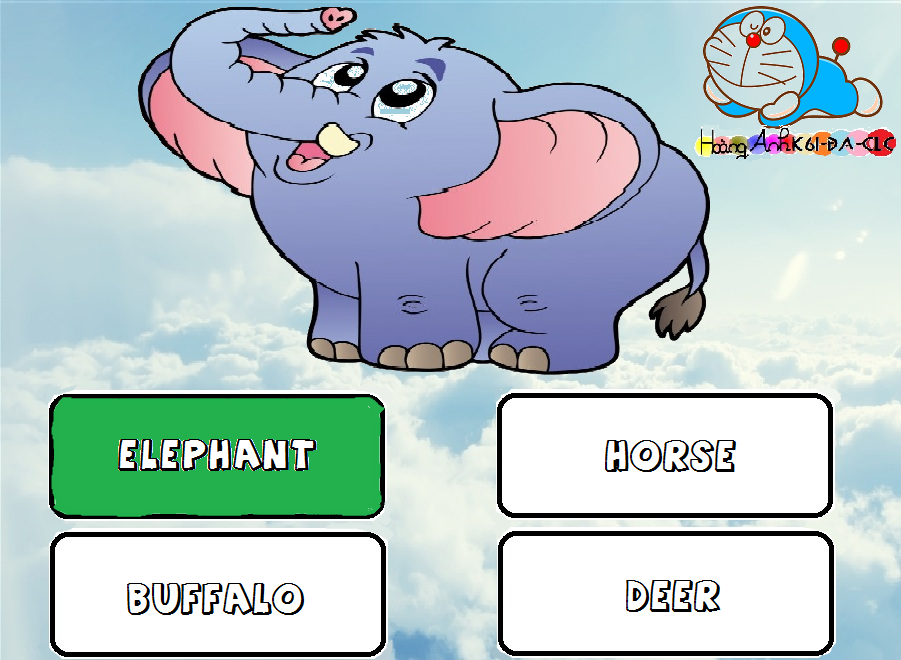 Hoàng Anh K61-ĐA-CLC
ELEPHANT
HORSE
BUFFALO
DEER